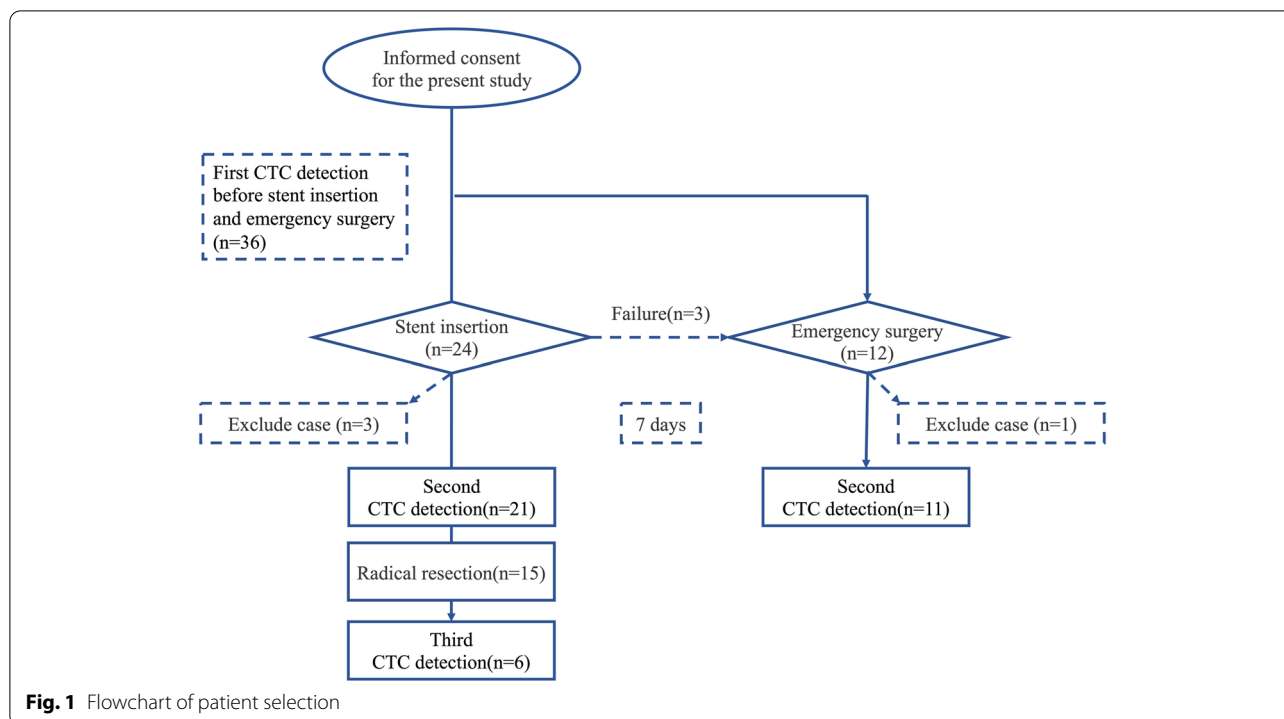 Informed consent
for the present study
First CTC detection
before stent insertion
and emergency surgery
(n=36)
Stent insertion
(n=24)
Failure(n=3)
Emergency surgery
(n=12)
Exclude case (n=3)
7 days
Exclude case (n=1)
Second
CTC detection(n=21)
Second
CTC detection(n=11)
Radical resection(n=15)
Third
CTC detection(n=6)
Fig. 1 Flowchart of patient selection